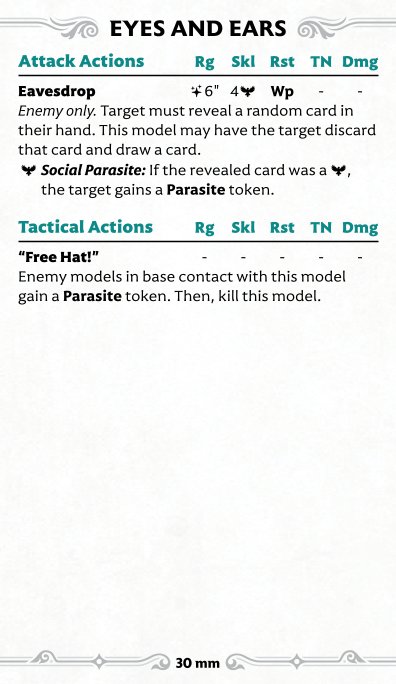 EYES AND EARS
Attack Actions Rg Skl Rst TN Dmg
Eavesdrop 6" 4 Wp - -
Enemy only. Target must reveal a random card in
their hand. This model may have the target discard
that card and draw a card.
Social Parasite: If the revealed card was a ,
the target gains a Parasite token.
Tactical Actions Rg Skl Rst TN Dmg
“Free Hat!” - - - - -
Enemy models in base contact with this model
gain a Parasite token. Then, kill this model.
30 mm